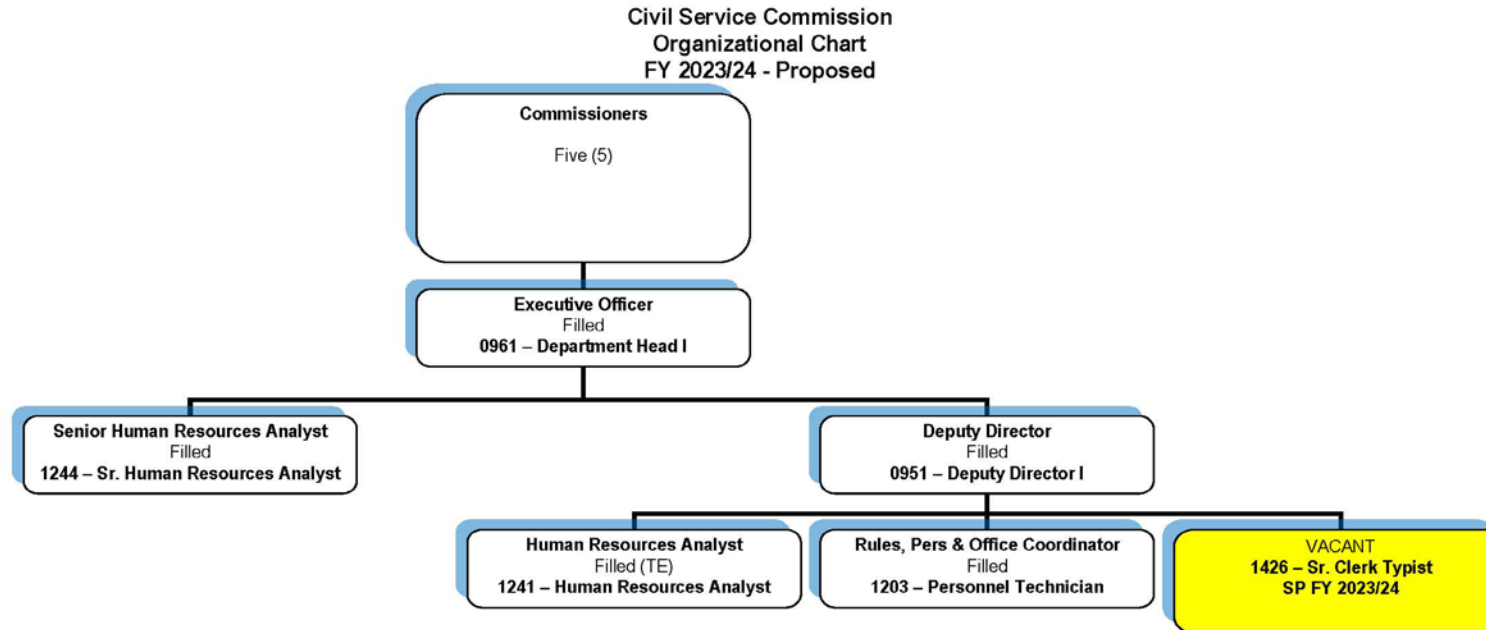 Civil Service Commission
Organizational Chart
FY 2023/24 - Proposed
Commissioners
Five (5)
Executive Officer
Filled
0961 – Department Head I
Senior Human Resources Analyst
Filled
1244 – Sr. Human Resources Analyst
Deputy Director
Filled
0951 – Deputy Director I
Human Resources Analyst
Filled (TE)
1241 – Human Resources Analyst
Rules, Pers & Office Coordinator
Filled
1203 – Personnel Technician
VACANT
1426 – Sr. Clerk Typist
SP FY 2023/24